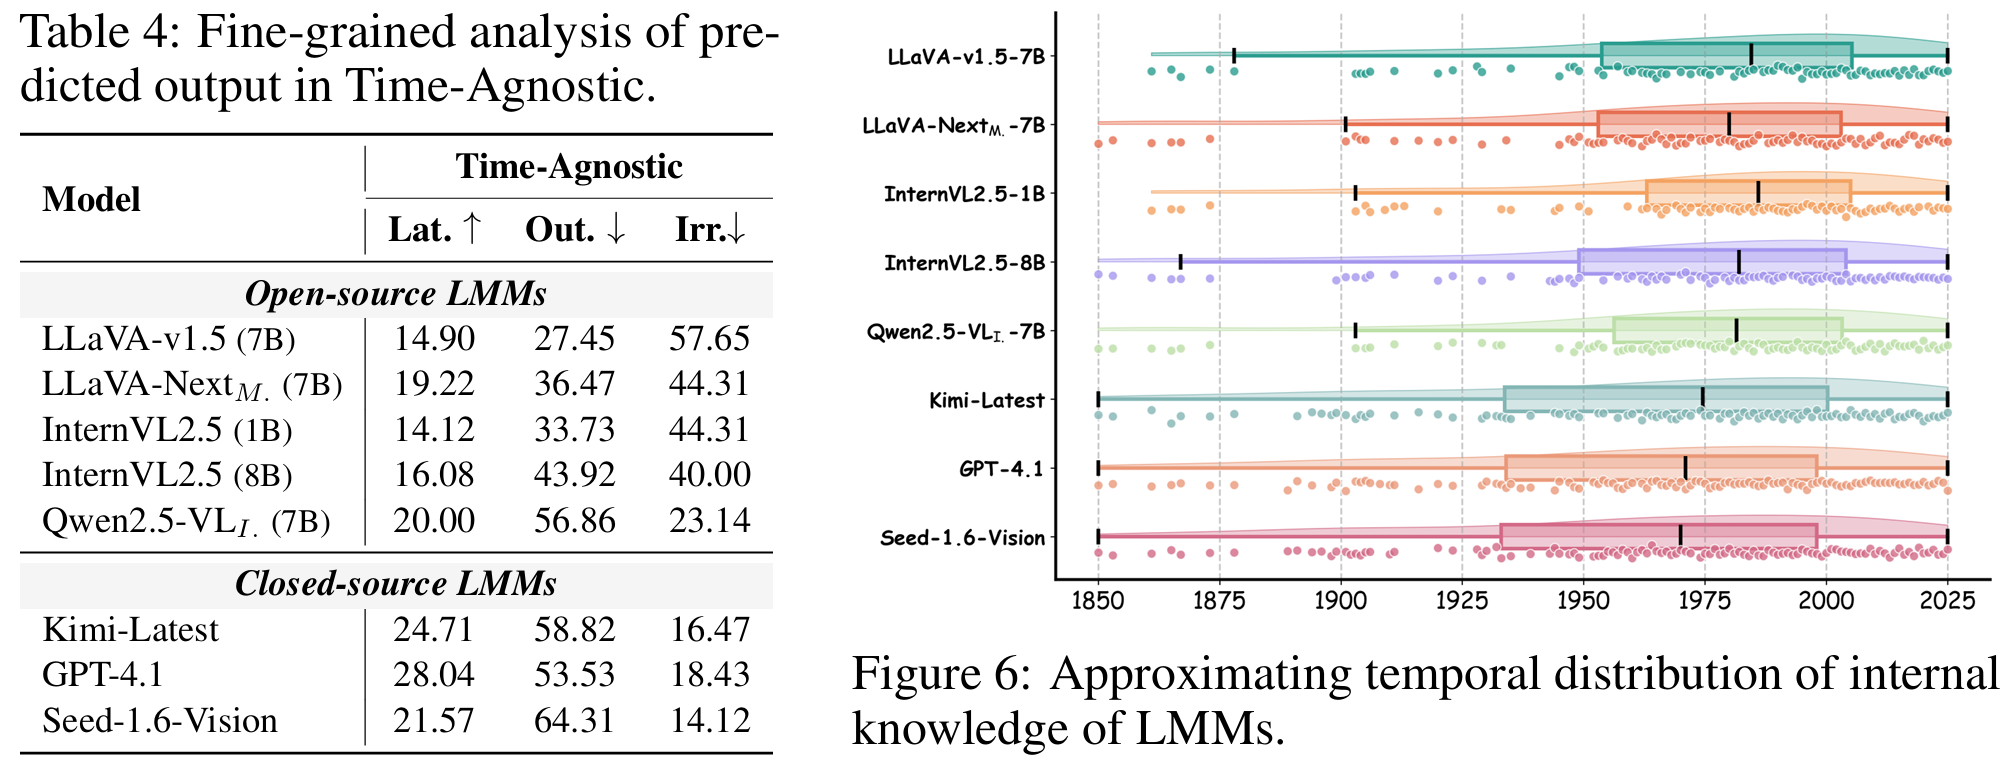 Table 4: Fine-grained analysis of pre-
dicted output in Time-Agnostic.
Model
Time-Agnostic
Lat. ↑ Out. ↓ Irr.↓
Open-source LMMs
LLaVA-v1.5 (7B) 14.90 27.45 57.65
LLaVA-Next_M. (7B) 19.22 36.47 44.31
InternVL2.5 (1B) 14.12 33.73 44.31
InternVL2.5 (8B) 16.08 43.92 40.00
Qwen2.5-VL_I. (7B) 20.00 56.86 23.14
Closed-source LMMs
Kimi-Latest 24.71 58.82 16.47
GPT-4.1 28.04 53.53 18.43
Seed-1.6-Vision 21.57 64.31 14.12
LLaVA-v1.5-7B
LLaVA-Next_M.-7B
InternVL2.5-1B
InternVL2.5-8B
Qwen2.5-VL_I.-7B
Kimi-Latest
GPT-4.1
Seed-1.6-Vision
1850 1875 1900 1925 1950 1975 2000 2025
Figure 6: Approximating temporal distribution of internal
knowledge of LMMs.